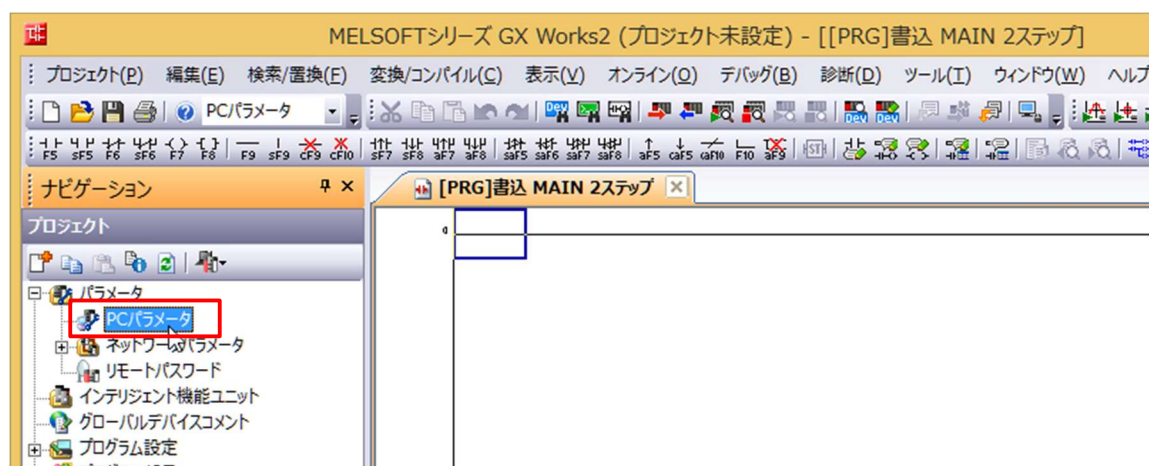 MELSOFTシリーズ GX Works2 (プロジェクト未設定) - [[PRG]書込 MAIN 2ステップ]
プロジェクト(P) 編集(E) 検索/置換(F) 変換/コンパイル(C) 表示(V) オンライン(O) デバッグ(B) 診断(D) ツール(T) ウィンドウ(W) ヘルプ
PCパラメータ
F5 sF5 F6 sF6 F7 F8 F9 sF9 cF9 cF10 sF7 sF8 aF7 aF8 saF5 saF6 saF7 saF8 aF5 caF5 caF10 F10 aF9
ナビゲーション
[PRG]書込 MAIN 2ステップ
プロジェクト
0
パラメータ
PCパラメータ
ネットワークパラメータ
リモートパスワード
インテリジェント機能ユニット
グローバルデバイスコメント
プログラム設定